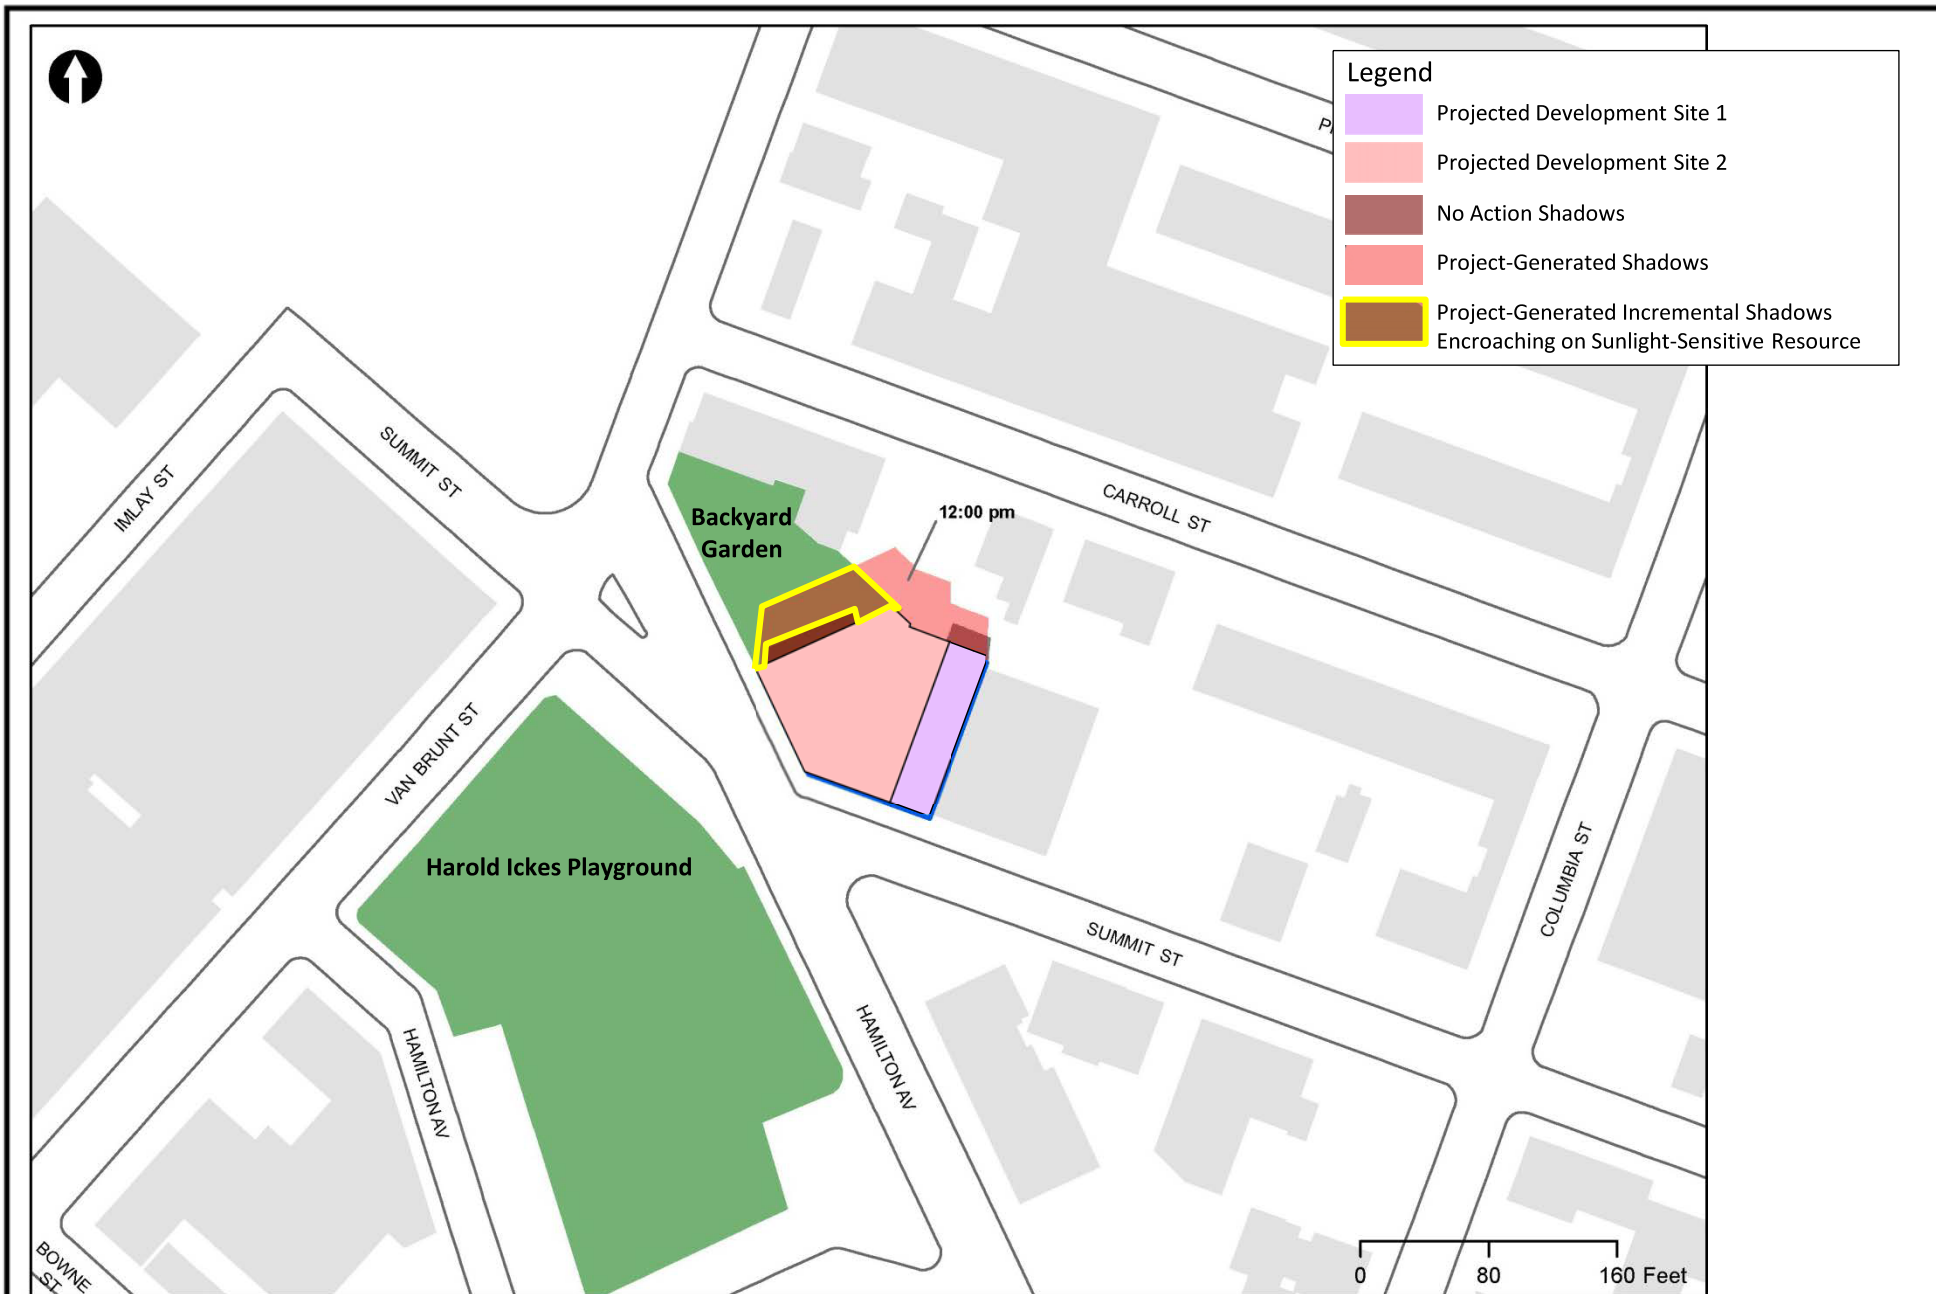 Legend
Projected Development Site 1
Projected Development Site 2
No Action Shadows
Project-Generated Shadows
Project-Generated Incremental Shadows
Encroaching on Sunlight-Sensitive Resource
SUMMIT ST
IMLAY ST
CARROLL ST
Backyard
Garden
12:00 pm
VAN BRUNT ST
Harold Ickes Playground
COLUMBIA ST
SUMMIT ST
HAMILTON AV
HAMILTON AV
BOWNE
ST
0 80 160 Feet